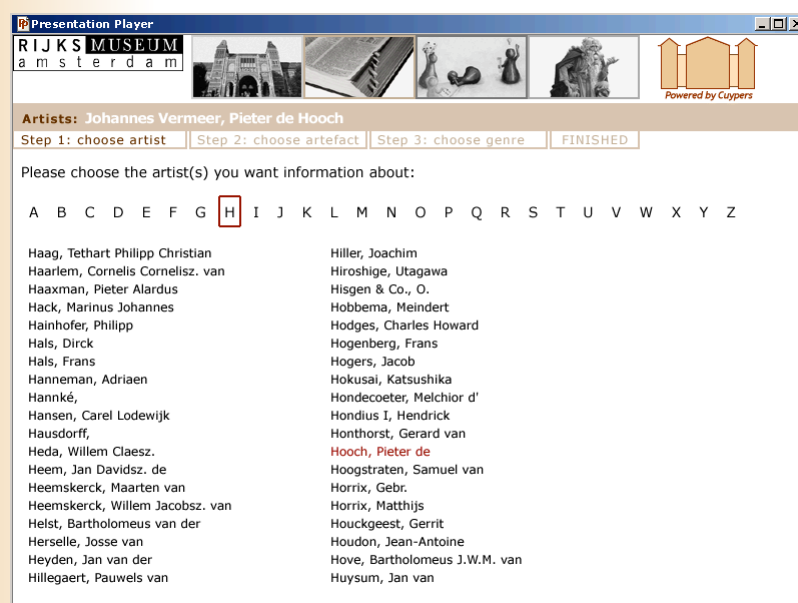 Presentation Player
RIJKS MUSEUM
amsterdam
Powered by Cuypers
Artists: Johannes Vermeer, Pieter de Hooch
Step 1: choose artist Step 2: choose artefact Step 3: choose genre FINISHED
Please choose the artist(s) you want information about:
A B C D E F G H I J K L M N O P Q R S T U V W X Y Z
Haag, Tethart Philipp Christian
Haarlem, Cornelis Cornelisz. van
Haaxman, Pieter Alardus
Hack, Marinus Johannes
Hainhofer, Philipp
Hals, Dirck
Hals, Frans
Hanneman, Adriaen
Hannké,
Hansen, Carel Lodewijk
Hausdorff,
Heda, Willem Claesz.
Heem, Jan Davidsz. de
Heemskerck, Maarten van
Heemskerck, Willem Jacobsz. van
Helst, Bartholomeus van der
Herselle, Josse van
Heyden, Jan van der
Hillegaert, Pauwels van
Hiller, Joachim
Hiroshige, Utagawa
Hisgen & Co., O.
Hobbema, Meindert
Hodges, Charles Howard
Hogenberg, Frans
Hogers, Jacob
Hokusai, Katsushika
Hondecoeter, Melchior d'
Hondius I, Hendrick
Honthorst, Gerard van
Hooch, Pieter de
Hoogstraten, Samuel van
Horrix, Gebr.
Horrix, Matthijs
Houckgeest, Gerrit
Houdon, Jean-Antoine
Hove, Bartholomeus J.W.M. van
Huysum, Jan van